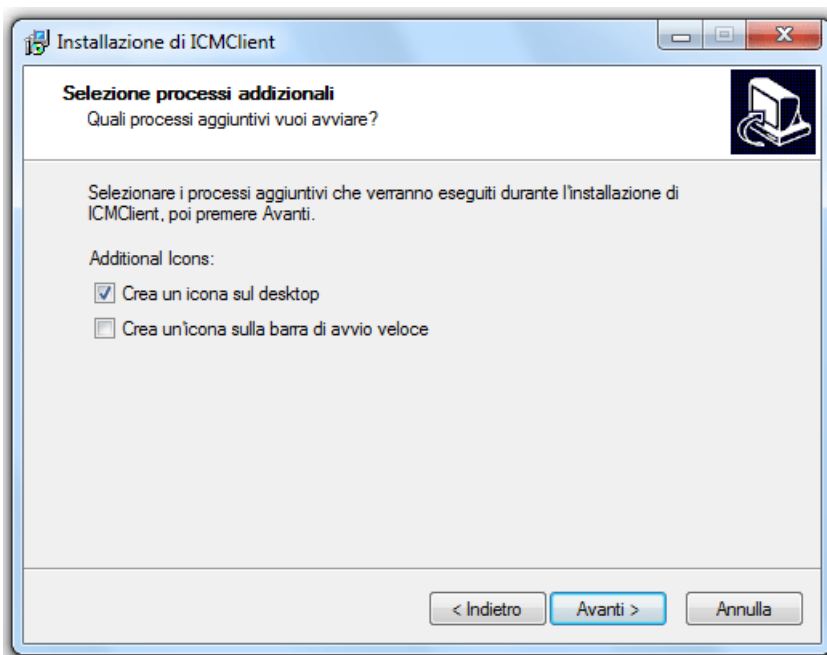 Installazione di ICMClient
Selezione processi addizionali
Quali processi aggiuntivi vuoi avviare?
Selezionare i processi aggiuntivi che verranno eseguiti durante l'installazione di
ICMClient, poi premere Avanti.
Additional Icons:
Crea un icona sul desktop
Crea un'icona sulla barra di avvio veloce
< Indietro
Avanti >
Annulla